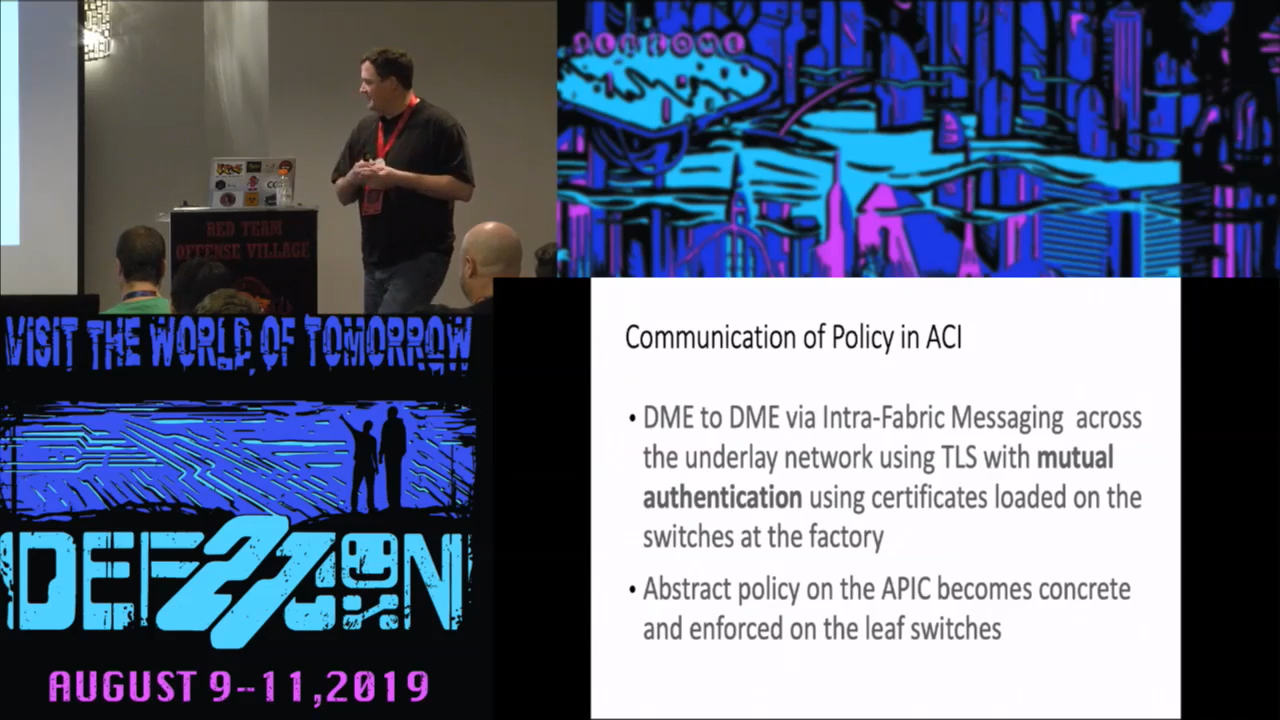 WELCOME
RED TEAM
OFFENSE VILLAGE
VISIT THE WORLD OF TOMORROW
DEF 27 CON
AUGUST 9--11,2019
Communication of Policy in ACI
• DME to DME via Intra-Fabric Messaging across
the underlay network using TLS with mutual
authentication using certificates loaded on the
switches at the factory
• Abstract policy on the APIC becomes concrete
and enforced on the leaf switches